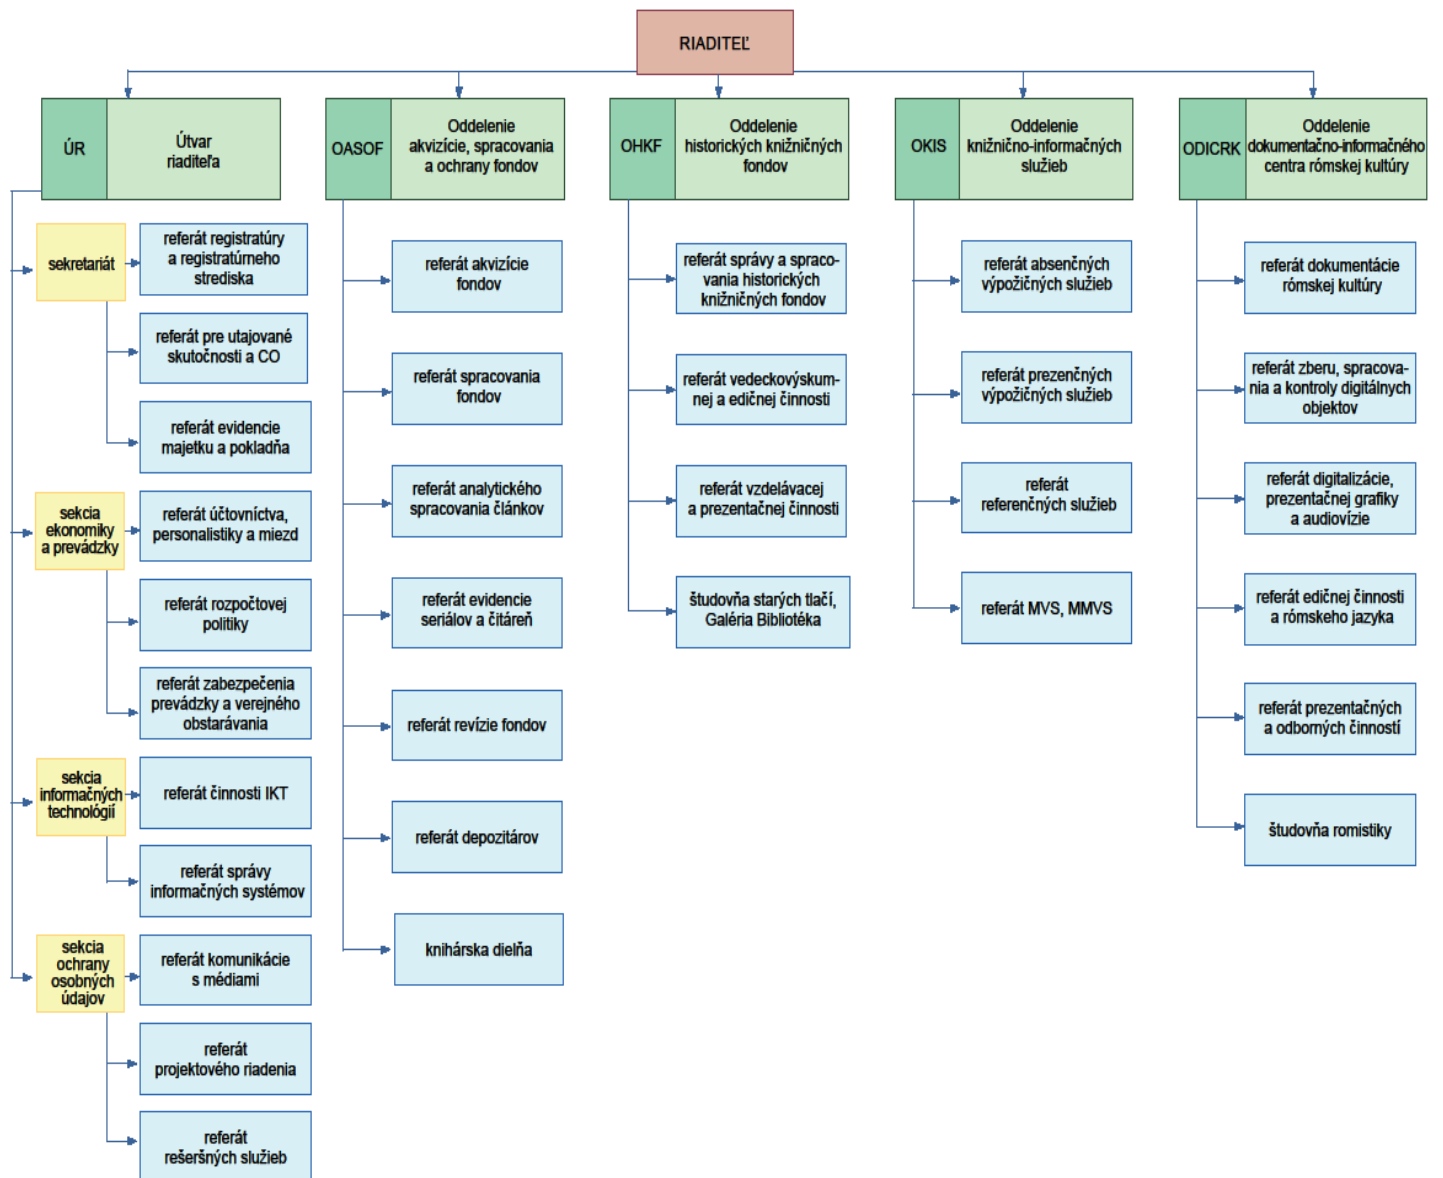 RIADITEĽ
ÚR
Útvar
riaditeľa
OASOF
Oddelenie
akvizície, spracovania
a ochrany fondov
OHKF
Oddelenie
historických knižničných
fondov
OKIS
Oddelenie
knižnično-informačných
služieb
ODICRK
Oddelenie
dokumentačno-informačného
centra rómskej kultúry
sekretariát
referát registratúry
a registratúrneho
strediska
referát pre utajované
skutočnosti a CO
referát evidencie
majetku a pokladňa
sekcia
ekonomiky
a prevádzky
referát účtovníctva,
personalistiky a miezd
referát rozpočtovej
politiky
referát zabezpečenia
prevádzky a verejného
obstarávania
sekcia
informačných
technológií
referát činnosti IKT
referát správy
informačných systémov
sekcia
ochrany
osobných
údajov
referát komunikácie
s médiami
referát
projektového riadenia
referát
rešeršných služieb
referát akvizície
fondov
referát spracovania
fondov
referát analytického
spracovania článkov
referát evidencie
seriálov a čitáreň
referát revízie fondov
referát depozitárov
knihárska dielňa
referát správy a spraco-
vania historických
knižničných fondov
referát vedeckovýskum-
nej a edičnej činnosti
referát vzdelávacej
a prezentačnej činnosti
študovňa starých tlačí,
Galéria Bibliotéka
referát absenčných
výpožičných služieb
referát prezenčných
výpožičných služieb
referát
referenčných služieb
referát MVS, MMVS
referát dokumentácie
rómskej kultúry
referát zberu, spracova-
nia a kontroly digitálnych
objektov
referát digitalizácie,
prezentačnej grafiky
a audiovízie
referát edičnej činnosti
a rómskeho jazyka
referát prezentačných
a odborných činností
študovňa romistiky